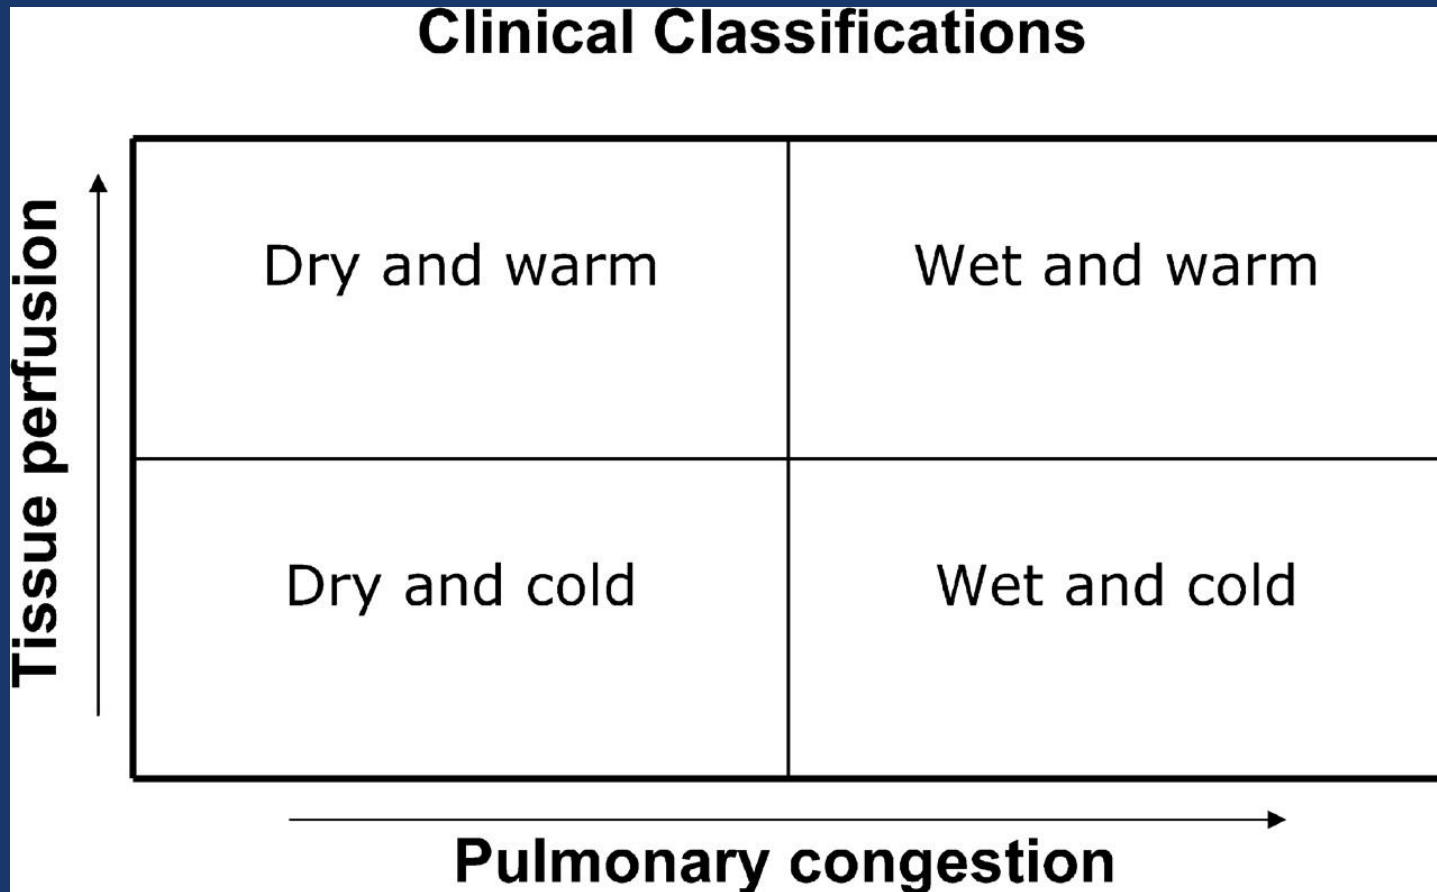 Clinical Classifications
Tissue perfusion
Dry and warm
Wet and warm
Dry and cold
Wet and cold
Pulmonary congestion